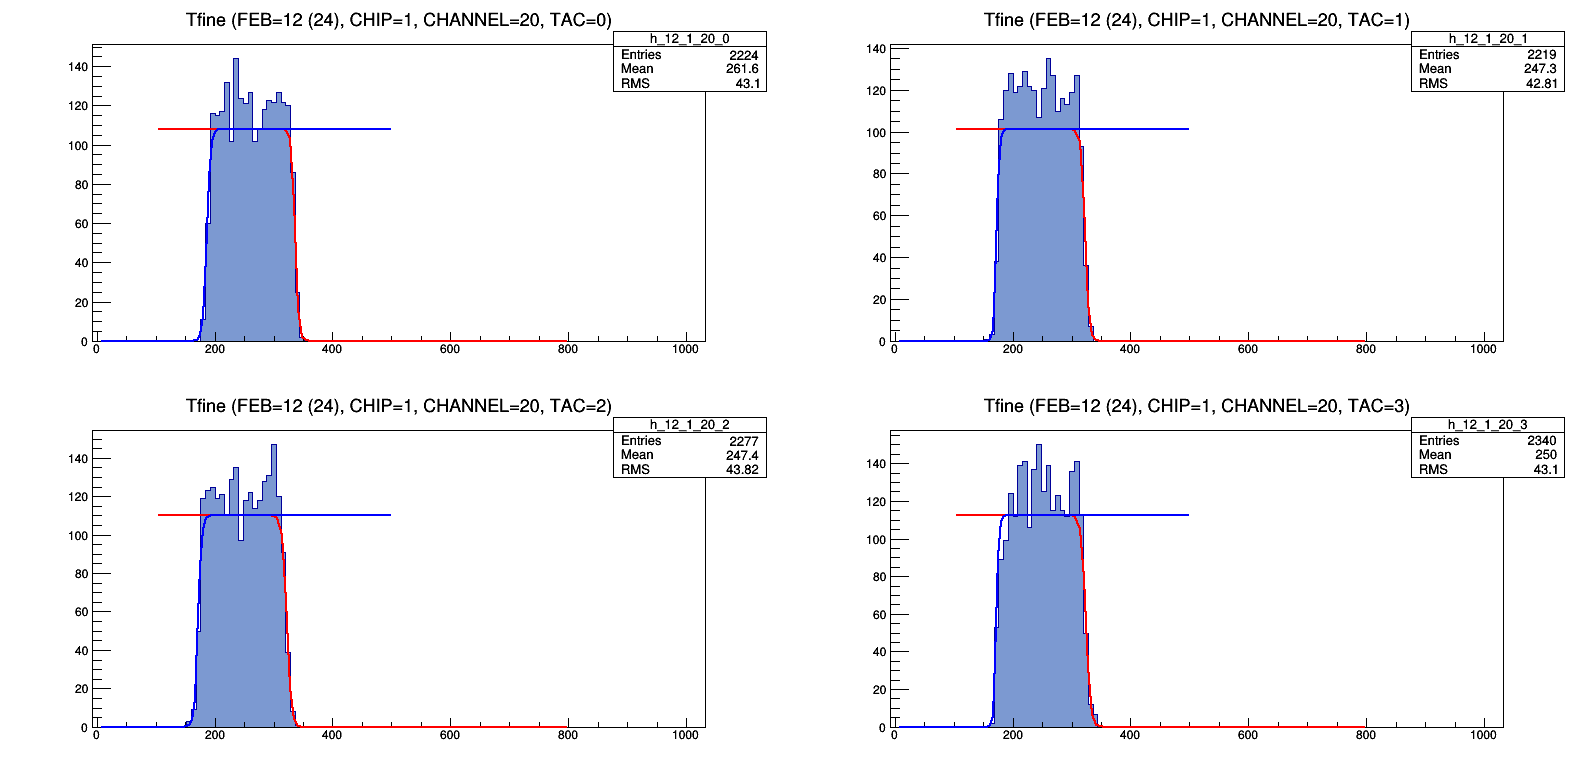 Tfine (FEB=12 (24), CHIP=1, CHANNEL=20, TAC=0)
h_12_1_20_0
Entries 2224
Mean 261.6
RMS 43.1
140
120
100
80
60
40
20
0
0 200 400 600 800 1000
Tfine (FEB=12 (24), CHIP=1, CHANNEL=20, TAC=1)
h_12_1_20_1
Entries 2219
Mean 247.3
RMS 42.81
140
120
100
80
60
40
20
0
0 200 400 600 800 1000
Tfine (FEB=12 (24), CHIP=1, CHANNEL=20, TAC=2)
h_12_1_20_2
Entries 2277
Mean 247.4
RMS 43.82
140
120
100
80
60
40
20
0
0 200 400 600 800 1000
Tfine (FEB=12 (24), CHIP=1, CHANNEL=20, TAC=3)
h_12_1_20_3
Entries 2340
Mean 250
RMS 43.1
140
120
100
80
60
40
20
0
0 200 400 600 800 1000